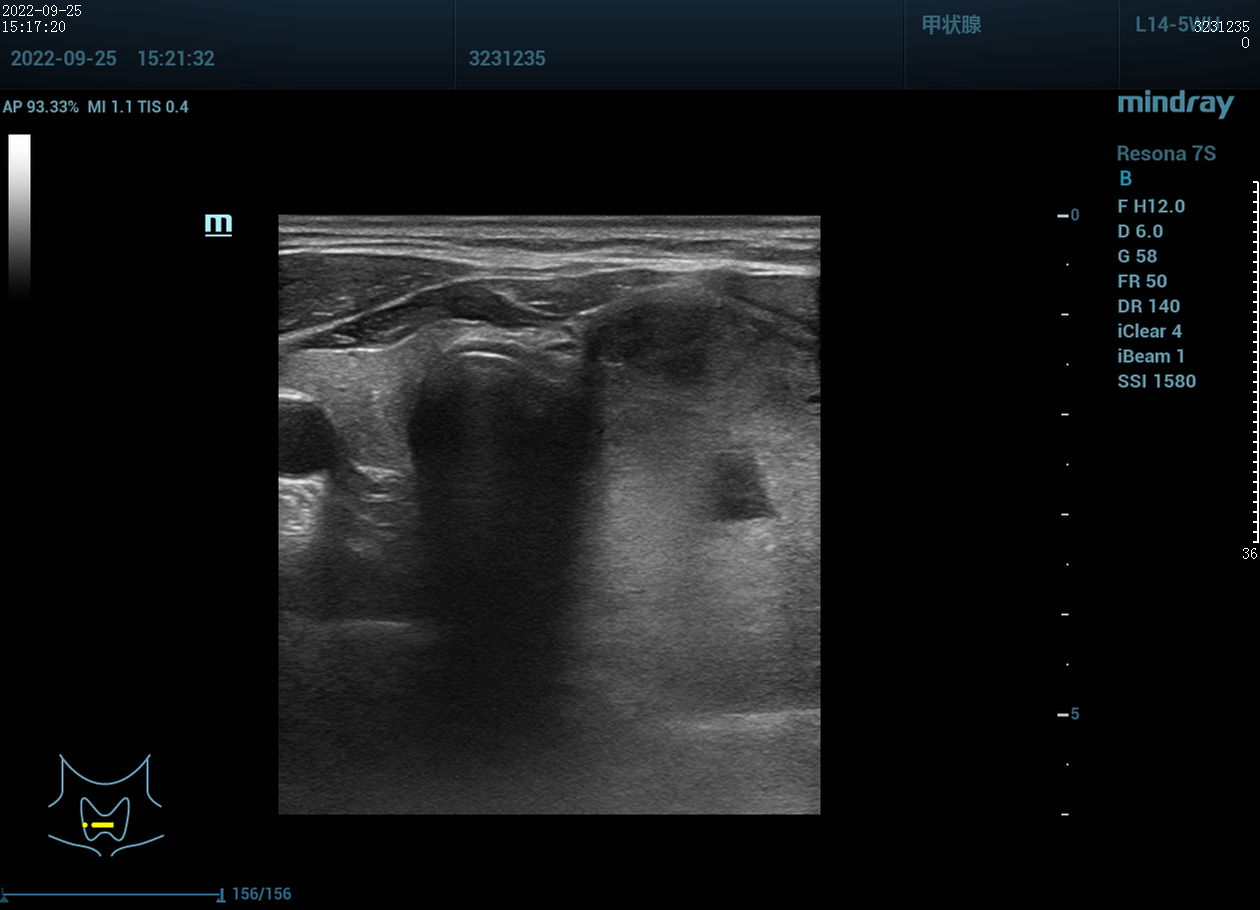 2022-09-25
15:17:20
甲状腺
3231235
0
2022-09-25 15:21:32
3231235
AP 93.33% MI 1.1 TIS 0.4
mindray
Resona 7S
B
m
0
F H12.0
D 6.0
G 58
FR 50
DR 140
iClear 4
iBeam 1
SSI 1580
36
5
156/156